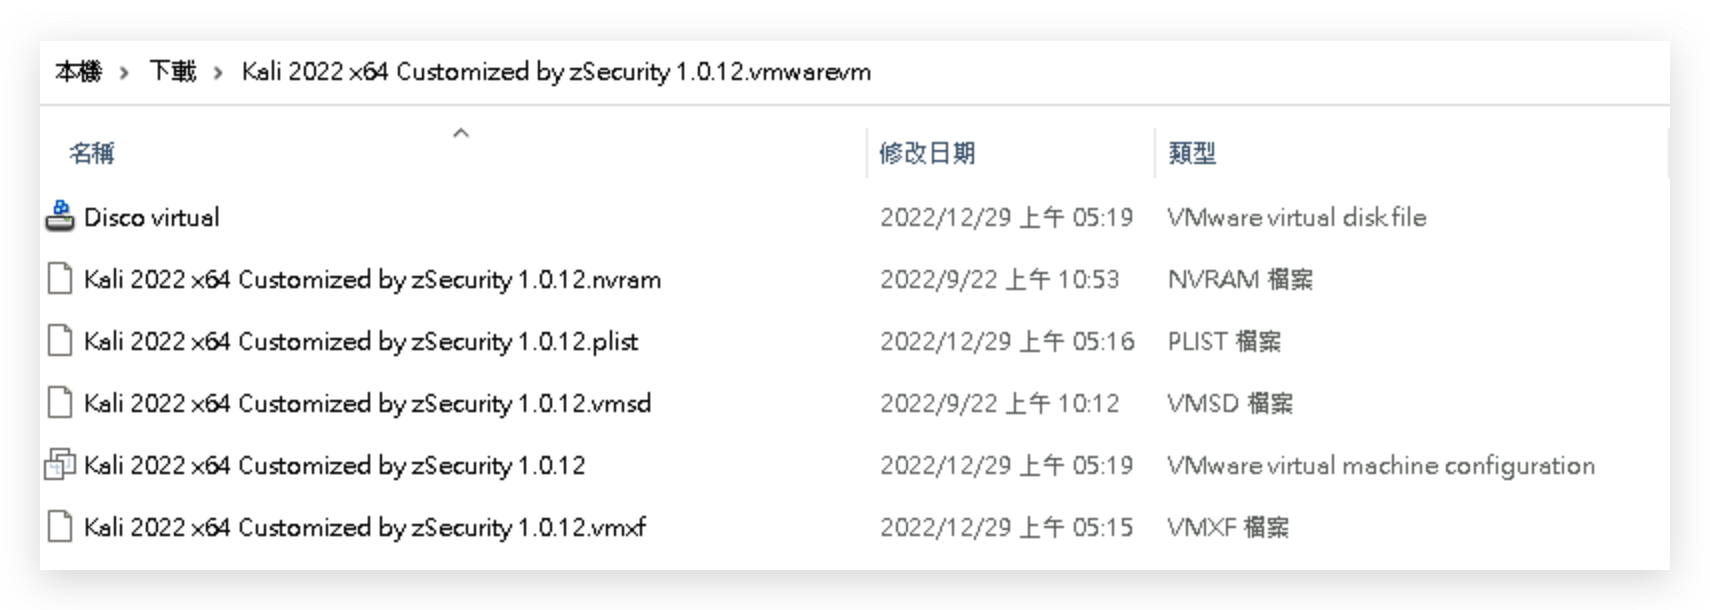 本機 › 下載 › Kali 2022 x64 Customized by zSecurity 1.0.12.vmwarevm
名稱 修改日期 類型
Disco virtual 2022/12/29 上午 05:19 VMware virtual disk file
Kali 2022 x64 Customized by zSecurity 1.0.12.nvram 2022/9/22 上午 10:53 NVRAM 檔案
Kali 2022 x64 Customized by zSecurity 1.0.12.plist 2022/12/29 上午 05:16 PLIST 檔案
Kali 2022 x64 Customized by zSecurity 1.0.12.vmsd 2022/9/22 上午 10:12 VMSD 檔案
Kali 2022 x64 Customized by zSecurity 1.0.12 2022/12/29 上午 05:19 VMware virtual machine configuration
Kali 2022 x64 Customized by zSecurity 1.0.12.vmxf 2022/12/29 上午 05:15 VMXF 檔案